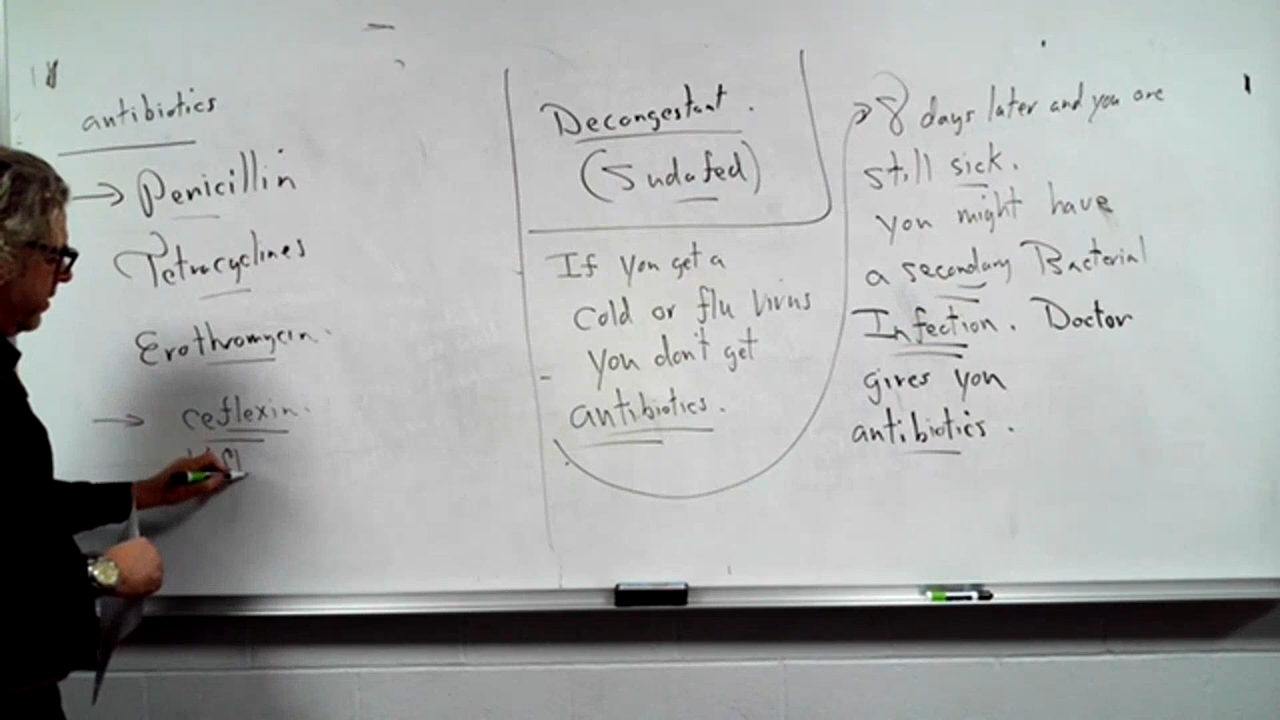 antibiotics
Penicillin
Tetracyclines
Erothromycin.
ceflexin.
Decongestant.
(Sudafed)
If you get a
cold or flu virus
you don't get
antibiotics.
8 days later and you are
still sick.
you might have
a secondary Bacterial
Infection. Doctor
gives you
antibiotics.